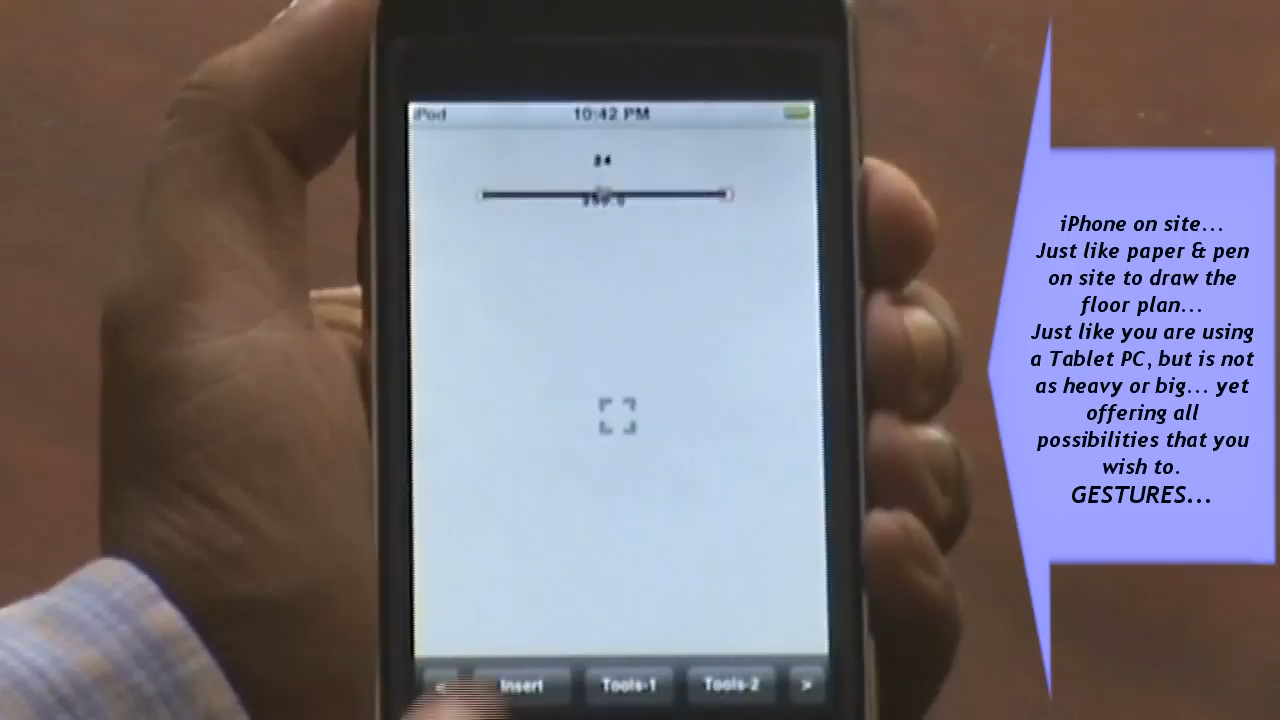 iPod 10:42 PM
24
Insert Tools-1 Tools-2 >
iPhone on site...
Just like paper & pen
on site to draw the
floor plan...
Just like you are using
a Tablet PC, but is not
as heavy or big... yet
offering all
possibilities that you
wish to.
GESTURES...